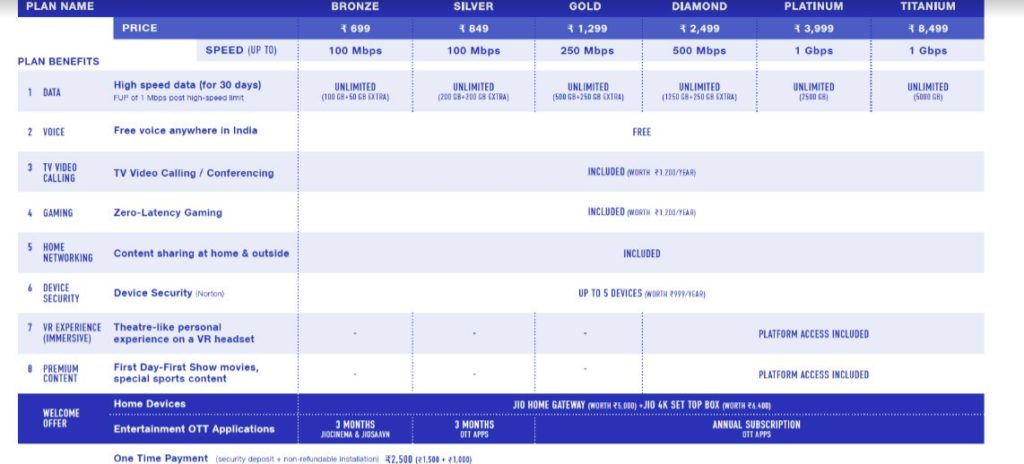 PLAN NAME BRONZE SILVER GOLD DIAMOND PLATINUM TITANIUM
PRICE ₹ 699 ₹ 849 ₹ 1,299 ₹ 2,499 ₹ 3,999 ₹ 8,499
SPEED (UP TO) 100 Mbps 100 Mbps 250 Mbps 500 Mbps 1 Gbps 1 Gbps
PLAN BENEFITS
1 DATA High speed data (for 30 days) UNLIMITED UNLIMITED UNLIMITED UNLIMITED UNLIMITED UNLIMITED
FUP of 1 Mbps post high-speed limit (100 GB+50 GB EXTRA) (200 GB+200 GB EXTRA) (500 GB+250 GB EXTRA) (1250 GB+250 GB EXTRA) (2500 GB) (5000 GB)
2 VOICE Free voice anywhere in India FREE
3 TV VIDEO
CALLING TV Video Calling / Conferencing INCLUDED (WORTH ₹1,200/YEAR)
4 GAMING Zero-Latency Gaming INCLUDED (WORTH ₹1,200/YEAR)
5 HOME
NETWORKING Content sharing at home & outside INCLUDED
6 DEVICE
SECURITY Device Security (Norton) UP TO 5 DEVICES (WORTH ₹999/YEAR)
7 VR EXPERIENCE Theatre-like personal
(IMMERSIVE) experience on a VR headset - - - PLATFORM ACCESS INCLUDED
8 PREMIUM First Day-First Show movies,
CONTENT special sports content - - - PLATFORM ACCESS INCLUDED
WELCOME
OFFER
Home Devices JIO HOME GATEWAY (WORTH ₹5,000) +JIO 4K SET TOP BOX (WORTH ₹6,400)
Entertainment OTT Applications 3 MONTHS 3 MONTHS ANNUAL SUBSCRIPTION
JIOCINEMA & JIOSAAVN OTT APPS OTT APPS
One Time Payment (security deposit + non-refundable installation) ₹2,500 (₹1,500 + ₹1,000)